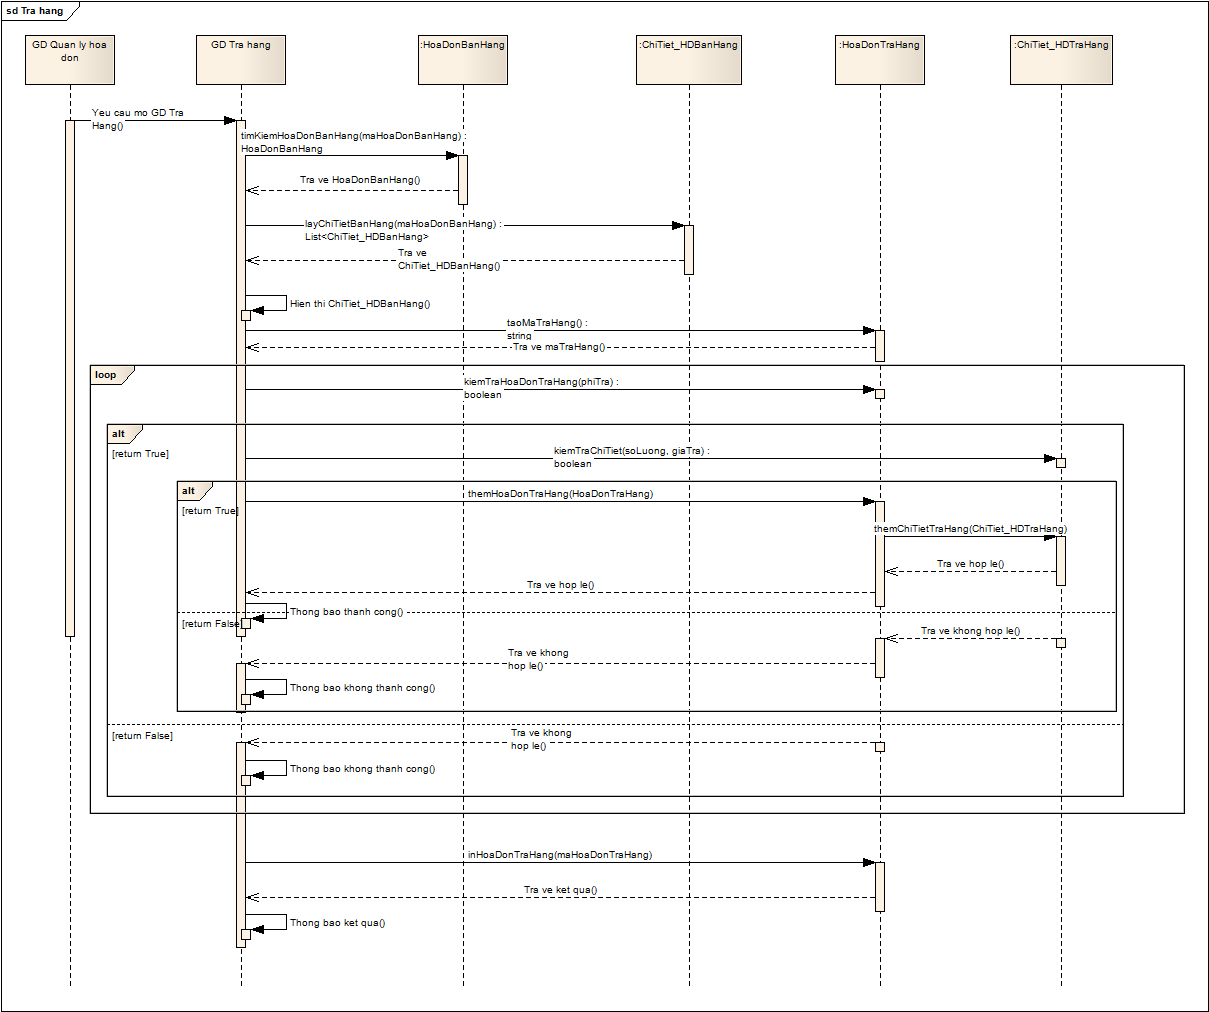 sd Tra hang
GD Quan ly hoa
don
GD Tra hang
:HoaDonBanHang
:ChiTiet_HDBanHang
:HoaDonTraHang
:ChiTiet_HDTraHang
Yeu cau mo GD Tra
Hang()
timKiemHoaDonBanHang(maHoaDonBanHang) :
HoaDonBanHang
Tra ve HoaDonBanHang()
layChiTietBanHang(maHoaDonBanHang) :
List<ChiTiet_HDBanHang>
Tra ve
ChiTiet_HDBanHang()
Hien thi ChiTiet_HDBanHang()
taoMaTraHang() :
string
Tra ve maTraHang()
loop
kiemTraHoaDonTraHang(phiTra) :
boolean
alt
[return True]
kiemTraChiTiet(soLuong, giaTra) :
boolean
alt
[return True]
themHoaDonTraHang(HoaDonTraHang)
themChiTietTraHang(ChiTiet_HDTraHang)
Tra ve hop le()
Tra ve hop le()
Thong bao thanh cong()
[return False]
Tra ve khong hop le()
Tra ve khong
hop le()
Thong bao khong thanh cong()
[return False]
Tra ve khong
hop le()
Thong bao khong thanh cong()
inHoaDonTraHang(maHoaDonTraHang)
Tra ve ket qua()
Thong bao ket qua()